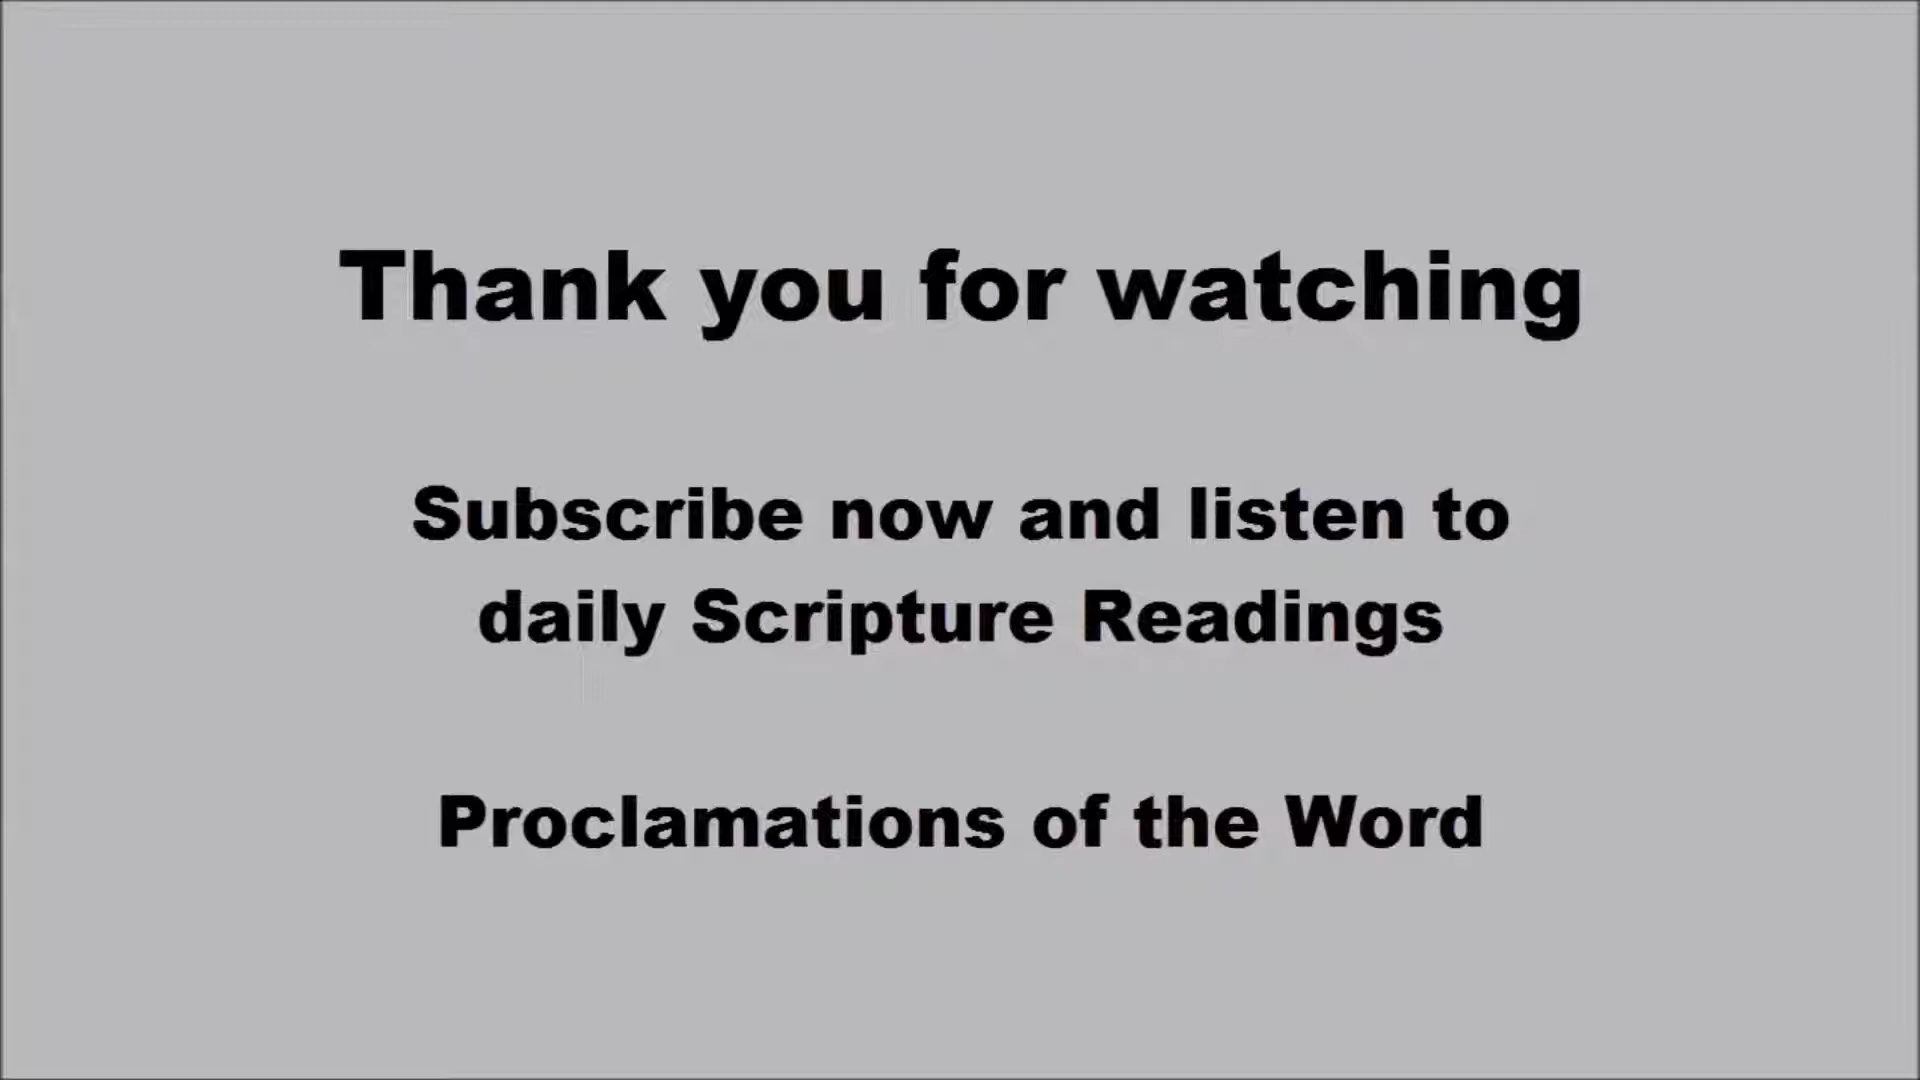 Thank you for watching
Subscribe now and listen to
daily Scripture Readings
Proclamations of the Word